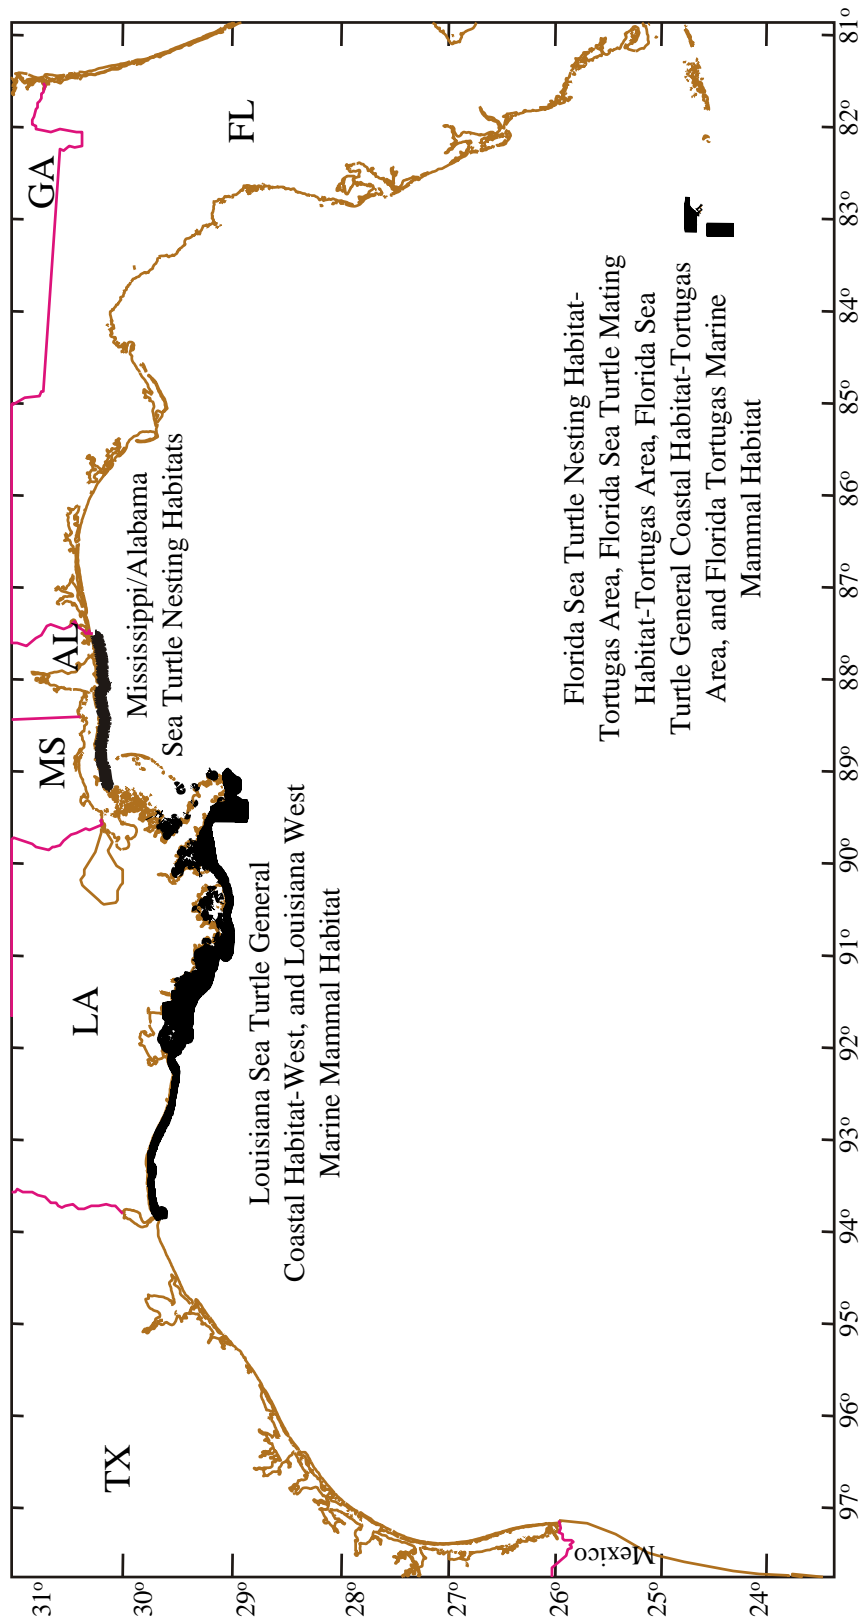 GA
MS
AL
LA
FL
TX
Mexico
Mississippi/Alabama
Sea Turtle Nesting Habitats
Louisiana Sea Turtle General
Coastal Habitat-West, and Louisiana West
Marine Mammal Habitat
Florida Sea Turtle Nesting Habitat-
Tortugas Area, Florida Sea Turtle Mating
Habitat-Tortugas Area, Florida Sea
Turtle General Coastal Habitat-Tortugas
Area, and Florida Tortugas Marine
Mammal Habitat
31°
30°
29°
28°
27°
26°
25°
24°
97° 96° 95° 94° 93° 92° 91° 90° 89° 88° 87° 86° 85° 84° 83° 82° 81°